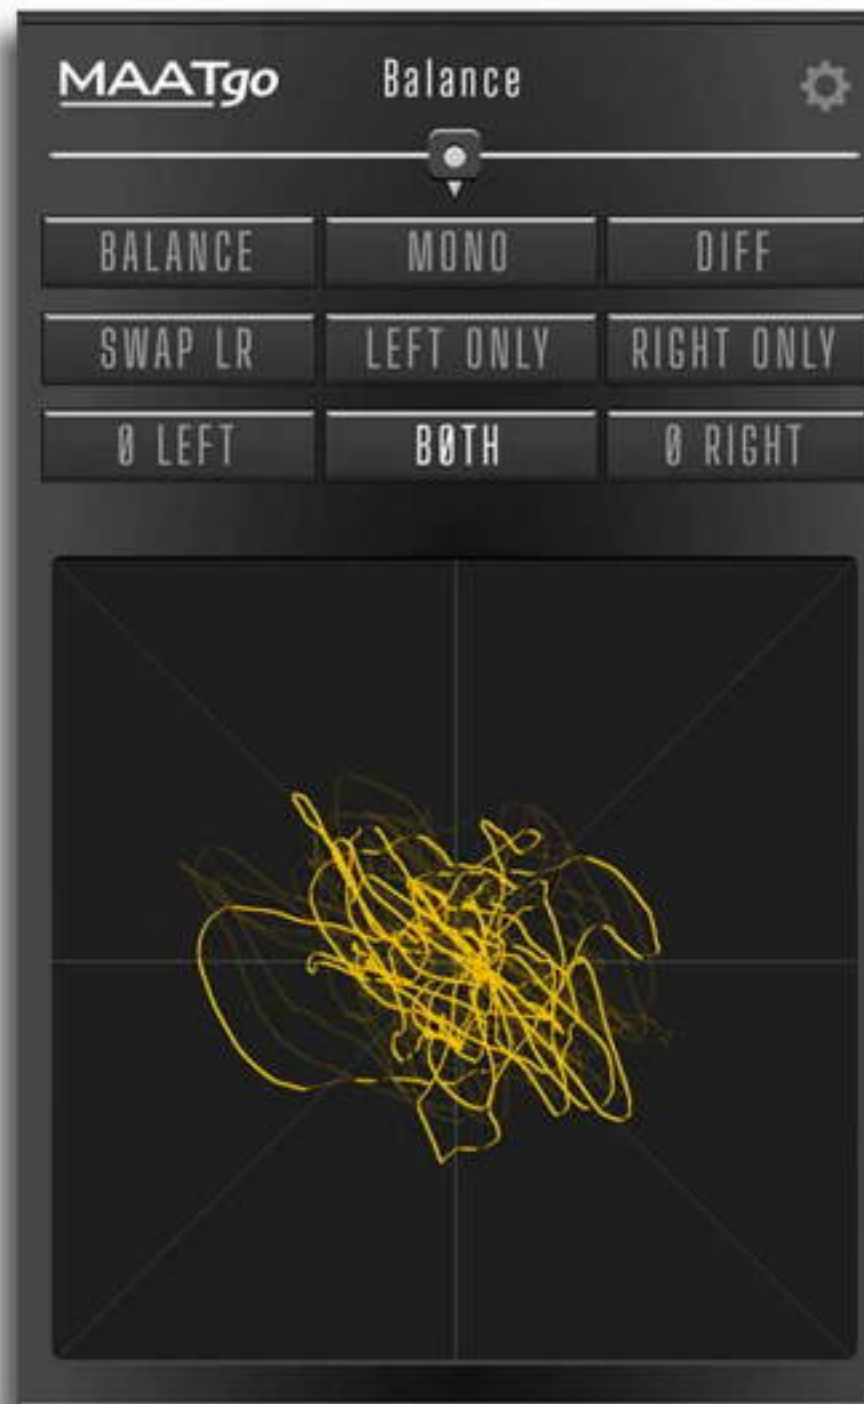 MAATgo Balance
BALANCE MONO DIFF
SWAP LR LEFT ONLY RIGHT ONLY
Ø LEFT BØTH Ø RIGHT